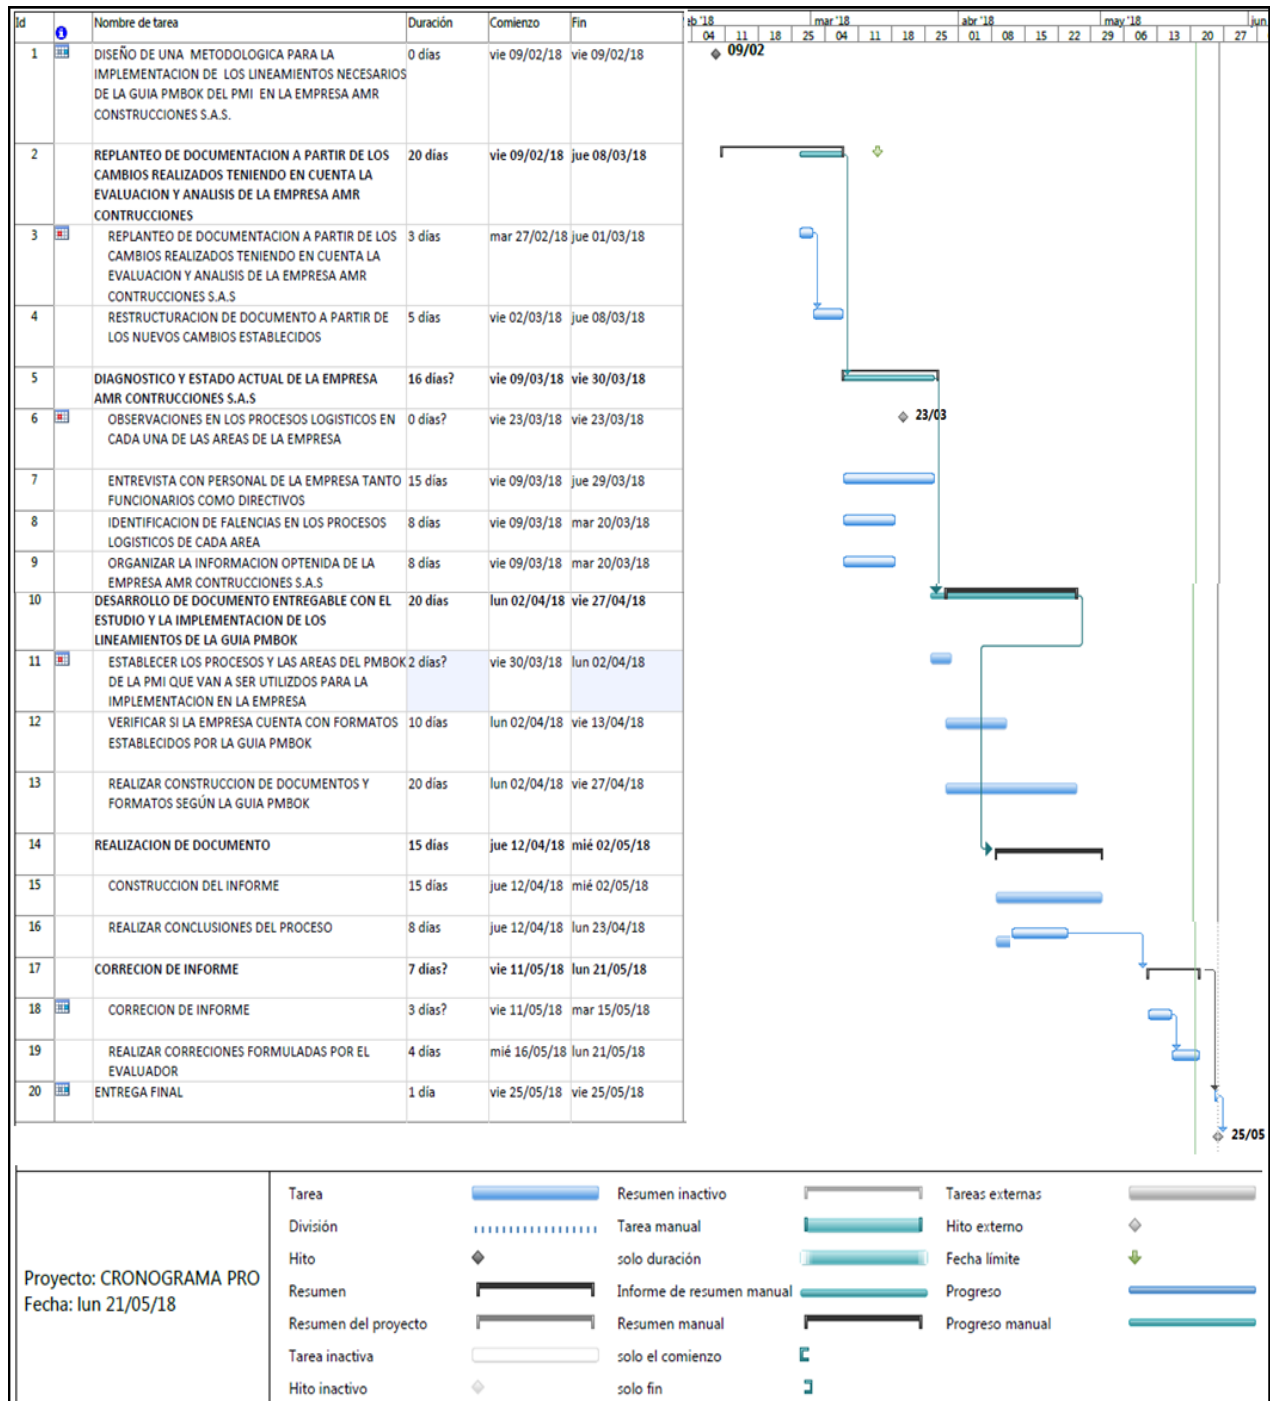 Id Nombre de tarea Duración Comienzo Fin eb '18 mar '18 abr '18 may '18 jun
04 11 18 25 04 11 18 25 01 08 15 22 29 06 13 20 27
1 DISEÑO DE UNA METODOLOGICA PARA LA 0 días vie 09/02/18 vie 09/02/18 09/02
IMPLEMENTACION DE LOS LINEAMIENTOS NECESARIOS
DE LA GUIA PMBOK DEL PMI EN LA EMPRESA AMR
CONSTRUCCIONES S.A.S.
2 REPLANTEO DE DOCUMENTACION A PARTIR DE LOS 20 días vie 09/02/18 jue 08/03/18
CAMBIOS REALIZADOS TENIENDO EN CUENTA LA
EVALUACION Y ANALISIS DE LA EMPRESA AMR
CONTRUCCIONES
3 REPLANTEO DE DOCUMENTACION A PARTIR DE LOS 3 días mar 27/02/18 jue 01/03/18
CAMBIOS REALIZADOS TENIENDO EN CUENTA LA
EVALUACION Y ANALISIS DE LA EMPRESA AMR
CONTRUCCIONES S.A.S
4 RESTRUCTURACION DE DOCUMENTO A PARTIR DE 5 días vie 02/03/18 jue 08/03/18
LOS NUEVOS CAMBIOS ESTABLECIDOS
5 DIAGNOSTICO Y ESTADO ACTUAL DE LA EMPRESA 16 días? vie 09/03/18 vie 30/03/18
AMR CONTRUCCIONES S.A.S
6 OBSERVACIONES EN LOS PROCESOS LOGISTICOS EN 0 días? vie 23/03/18 vie 23/03/18 23/03
CADA UNA DE LAS AREAS DE LA EMPRESA
7 ENTREVISTA CON PERSONAL DE LA EMPRESA TANTO 15 días vie 09/03/18 jue 29/03/18
FUNCIONARIOS COMO DIRECTIVOS
8 IDENTIFICACION DE FALENCIAS EN LOS PROCESOS 8 días vie 09/03/18 mar 20/03/18
LOGISTICOS DE CADA AREA
9 ORGANIZAR LA INFORMACION OPTENIDA DE LA 8 días vie 09/03/18 mar 20/03/18
EMPRESA AMR CONTRUCCIONES S.A.S
10 DESARROLLO DE DOCUMENTO ENTREGABLE CON EL 20 días lun 02/04/18 vie 27/04/18
ESTUDIO Y LA IMPLEMENTACION DE LOS
LINEAMIENTOS DE LA GUIA PMBOK
11 ESTABLECER LOS PROCESOS Y LAS AREAS DEL PMBOK 2 días? vie 30/03/18 lun 02/04/18
DE LA PMI QUE VAN A SER UTILIZDOS PARA LA
IMPLEMENTACION EN LA EMPRESA
12 VERIFICAR SI LA EMPRESA CUENTA CON FORMATOS 10 días lun 02/04/18 vie 13/04/18
ESTABLECIDOS POR LA GUIA PMBOK
13 REALIZAR CONSTRUCCION DE DOCUMENTOS Y 20 días lun 02/04/18 vie 27/04/18
FORMATOS SEGÚN LA GUIA PMBOK
14 REALIZACION DE DOCUMENTO 15 días jue 12/04/18 mié 02/05/18
15 CONSTRUCCION DEL INFORME 15 días jue 12/04/18 mié 02/05/18
16 REALIZAR CONCLUSIONES DEL PROCESO 8 días jue 12/04/18 lun 23/04/18
17 CORRECION DE INFORME 7 días? vie 11/05/18 lun 21/05/18
18 CORRECION DE INFORME 3 días? vie 11/05/18 mar 15/05/18
19 REALIZAR CORRECIONES FORMULADAS POR EL 4 días mié 16/05/18 lun 21/05/18
EVALUADOR
20 ENTREGA FINAL 1 día vie 25/05/18 vie 25/05/18
25/05
Proyecto: CRONOGRAMA PRO
Fecha: lun 21/05/18
Tarea Resumen inactivo Tareas externas
División Tarea manual Hito externo
Hito solo duración Fecha límite
Resumen Informe de resumen manual Progreso
Resumen del proyecto Resumen manual Progreso manual
Tarea inactiva solo el comienzo
Hito inactivo solo fin